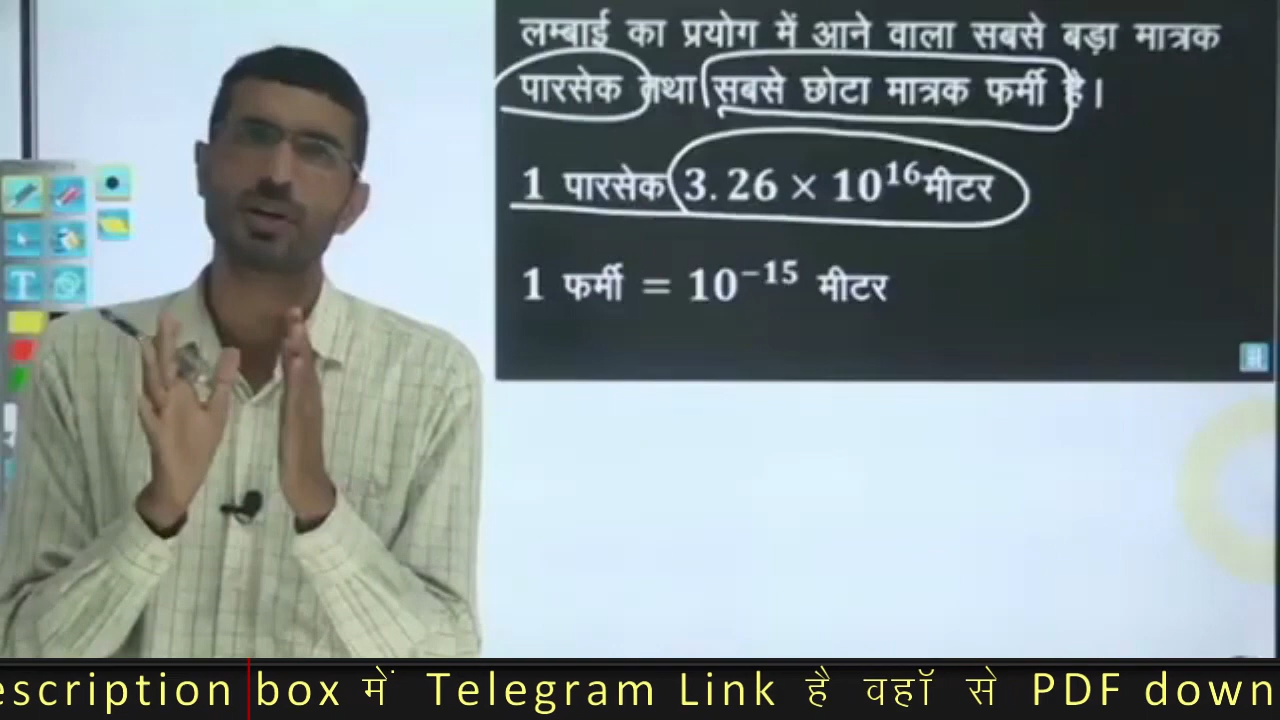 लम्बाई का प्रयोग में आने वाला सबसे बड़ा मात्रक
पारसेक तथा सबसे छोटा मात्रक फर्मी है।
1 पारसेक 3.26 × 10¹⁶ मीटर
1 फर्मी = 10⁻¹⁵ मीटर
T
escription box में Telegram Link है वहॉ से PDF down